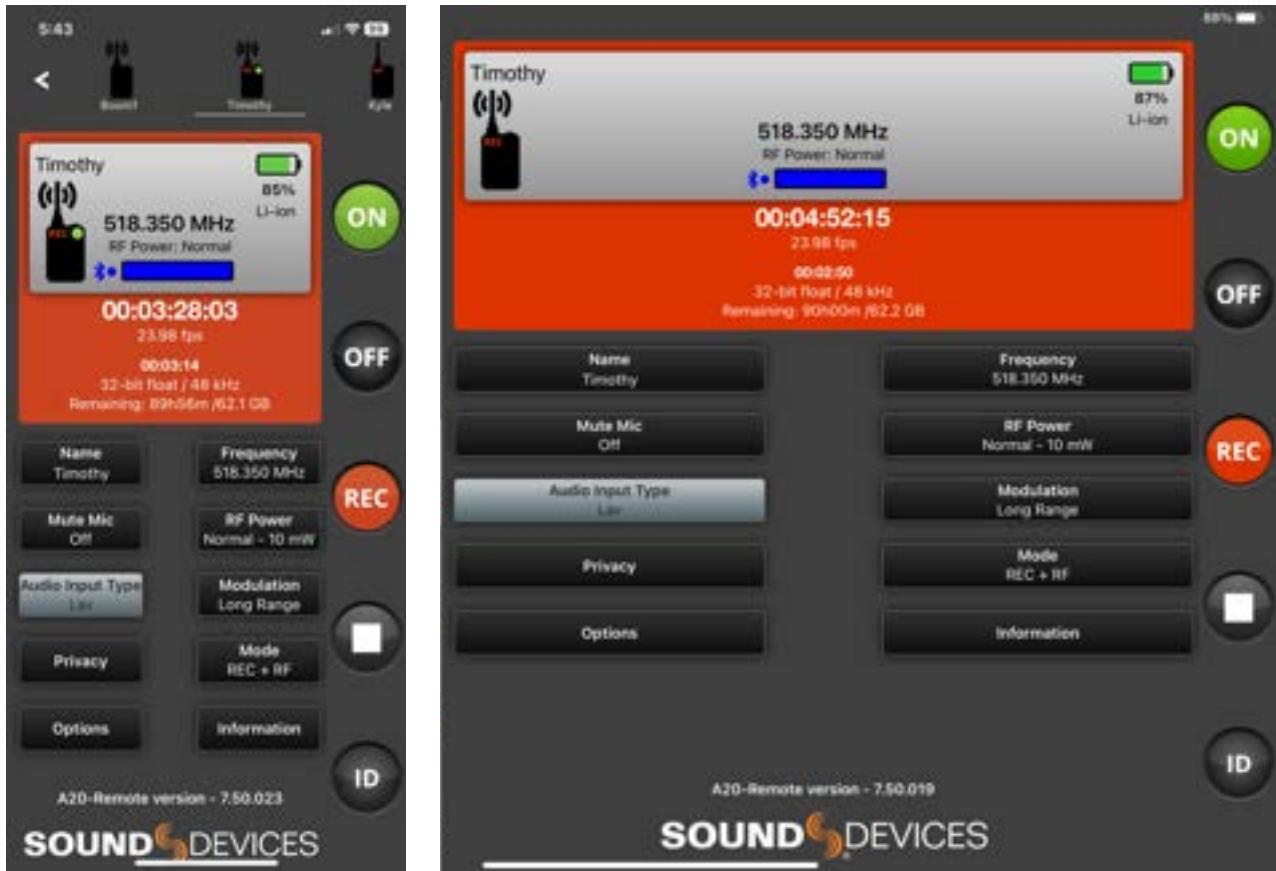 5:43
99
Boom1
Timothy
Kyle
Timothy
85%
Li-ion
518.350 MHz
RF Power: Normal
REC
00:03:28:03
23.98 fps
00:03:14
32-bit float / 48 kHz
Remaining: 89h56m /62.1 GB
ON
OFF
REC
ID
Name
Timothy
Frequency
518.350 MHz
Mute Mic
Off
RF Power
Normal - 10 mW
Audio Input Type
Lav
Modulation
Long Range
Privacy
Mode
REC + RF
Options
Information
A20-Remote version - 7.50.023
SOUND DEVICES
88%
Timothy
87%
Li-ion
518.350 MHz
RF Power: Normal
REC
00:04:52:15
23.98 fps
00:02:50
32-bit float / 48 kHz
Remaining: 90h00m /62.2 GB
ON
OFF
REC
ID
Name
Timothy
Frequency
518.350 MHz
Mute Mic
Off
RF Power
Normal - 10 mW
Audio Input Type
Lav
Modulation
Long Range
Privacy
Mode
REC + RF
Options
Information
A20-Remote version - 7.50.019
SOUND DEVICES